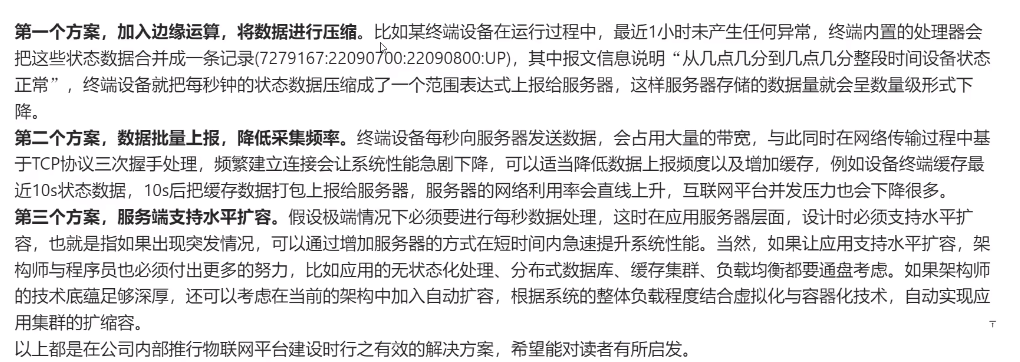 第一个方案，加入边缘运算，将数据进行压缩。比如某终端设备在运行过程中，最近1小时未产生任何异常，终端内置的处理器会
把这些状态数据合并成一条记录(7279167:22090700:22090800:UP)，其中报文信息说明“从几点几分到几点几分整段时间设备状态
正常”，终端设备就把每秒钟的状态数据压缩成了一个范围表达式上报给服务器，这样服务器存储的数据量就会呈数量级形式下
降。
第二个方案，数据批量上报，降低采集频率。终端设备每秒向服务器发送数据，会占用大量的带宽，与此同时在网络传输过程中基
于TCP协议三次握手处理，频繁建立连接会让系统性能急剧下降，可以适当降低数据上报频度以及增加缓存，例如设备终端缓存最
近10s状态数据，10s后把缓存数据打包上报给服务器，服务器的网络利用率会直线上升，互联网平台并发压力也会下降很多。
第三个方案，服务端支持水平扩容。假设极端情况下必须要进行每秒数据处理，这时在应用服务器层面，设计时必须支持水平扩
容，也就是指如果出现突发情况，可以通过增加服务器的方式在短时间内急速提升系统性能。当然，如果让应用支持水平扩容，架
构师与程序员也必须付出更多的努力，比如应用的无状态化处理、分布式数据库、缓存集群、负载均衡都要通盘考虑。如果架构师
的技术底蕴足够深厚，还可以考虑在当前的架构中加入自动扩容，根据系统的整体负载程度结合虚拟化与容器化技术，自动实现应
用集群的扩缩容。
以上都是在公司内部推行物联网平台建设时行之有效的解决方案，希望能对读者有所启发。